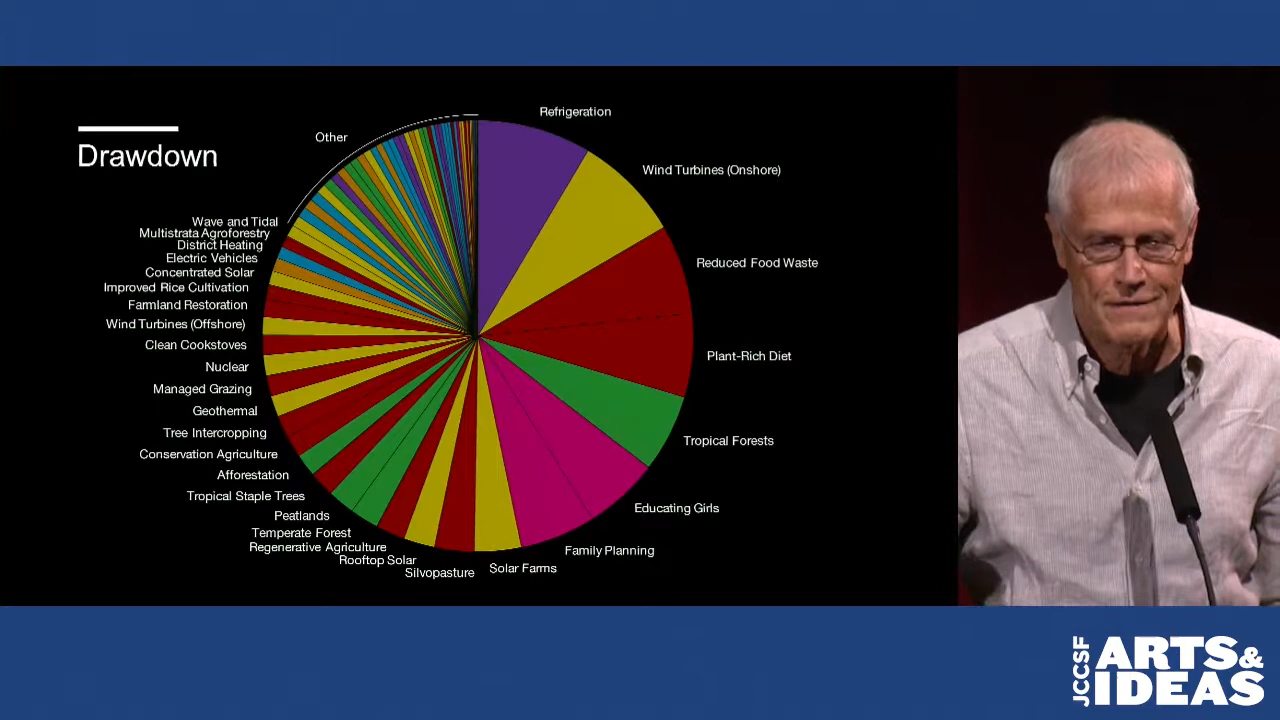 Drawdown
Refrigeration
Wind Turbines (Onshore)
Reduced Food Waste
Plant-Rich Diet
Tropical Forests
Educating Girls
Family Planning
Solar Farms
Silvopasture
Rooftop Solar
Regenerative Agriculture
Temperate Forest
Peatlands
Tropical Staple Trees
Afforestation
Conservation Agriculture
Tree Intercropping
Geothermal
Managed Grazing
Nuclear
Clean Cookstoves
Wind Turbines (Offshore)
Farmland Restoration
Improved Rice Cultivation
Concentrated Solar
Electric Vehicles
District Heating
Multistrata Agroforestry
Wave and Tidal
Other
JCCSF
ARTS&
IDEAS